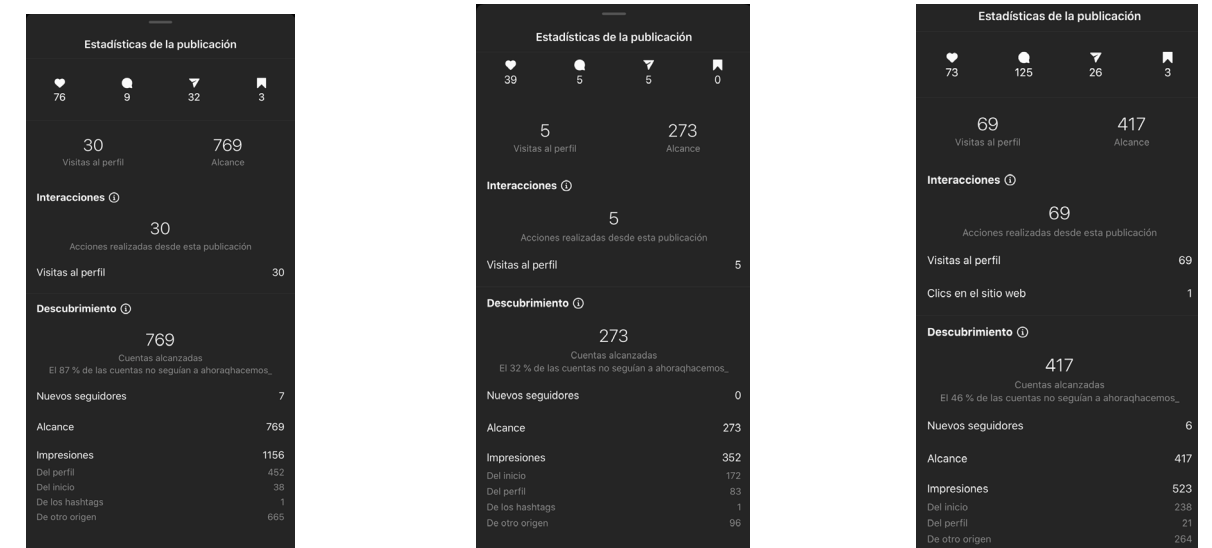 Estadísticas de la publicación
76 9 32 3
30 769
Visitas al perfil Alcance
Interacciones
30
Acciones realizadas desde esta publicación
Visitas al perfil 30
Descubrimiento
769
Cuentas alcanzadas
El 87 % de las cuentas no seguían a ahoraqhacemos_
Nuevos seguidores 7
Alcance 769
Impresiones 1156
Del perfil 452
Del inicio 38
De los hashtags 1
De otro origen 665
Estadísticas de la publicación
39 5 5 0
5 273
Visitas al perfil Alcance
Interacciones
5
Acciones realizadas desde esta publicación
Visitas al perfil 5
Descubrimiento
273
Cuentas alcanzadas
El 32 % de las cuentas no seguían a ahoraqhacemos_
Nuevos seguidores 0
Alcance 273
Impresiones 352
Del inicio 172
Del perfil 83
De los hashtags 1
De otro origen 96
Estadísticas de la publicación
73 125 26 3
69 417
Visitas al perfil Alcance
Interacciones
69
Acciones realizadas desde esta publicación
Visitas al perfil 69
Clics en el sitio web 1
Descubrimiento
417
Cuentas alcanzadas
El 46 % de las cuentas no seguían a ahoraqhacemos_
Nuevos seguidores 6
Alcance 417
Impresiones 523
Del inicio 238
Del perfil 21
De otro origen 264